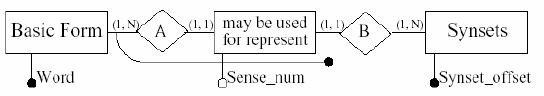 Basic Form (1, N) A (1, 1) may be used for represent (1, 1) B (1, N) Synsets
Word Sense_num Synset_offset